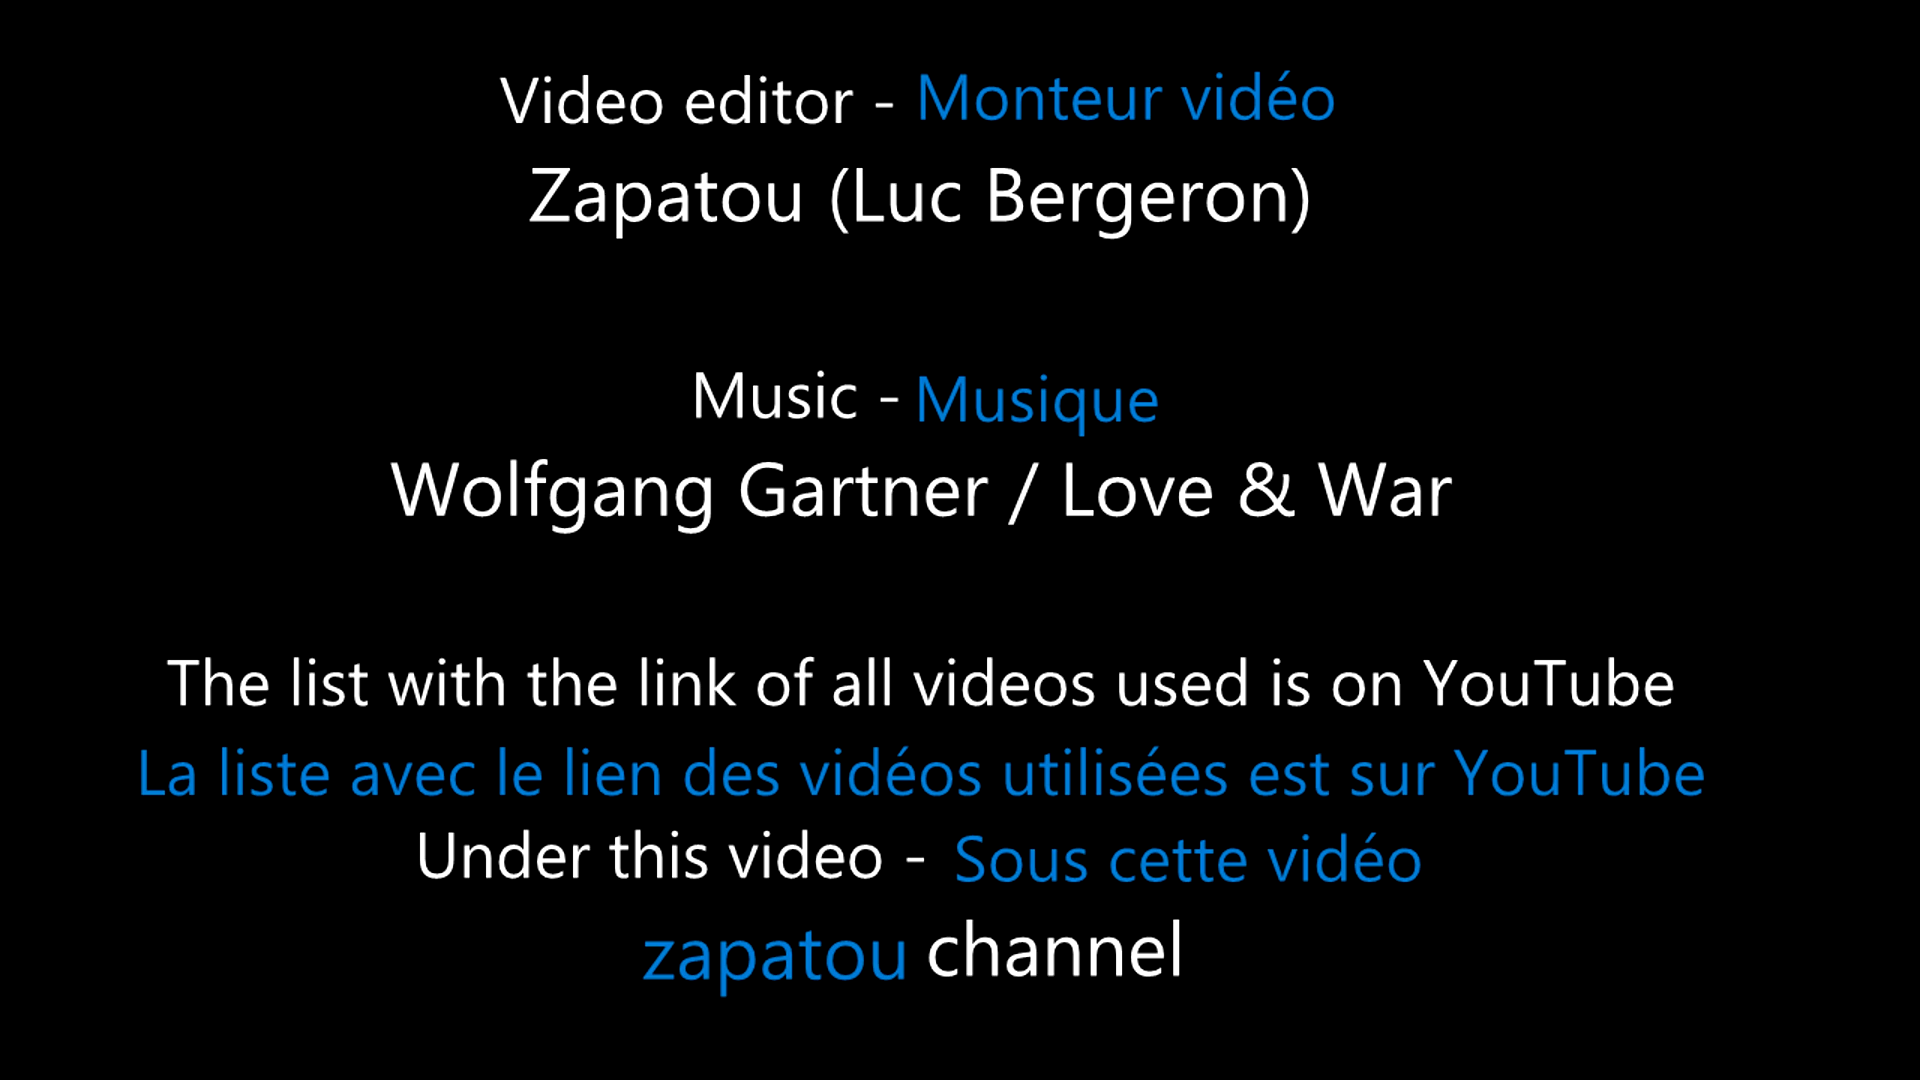 Video editor - Monteur vidéo
Zapatou (Luc Bergeron)
Music - Musique
Wolfgang Gartner / Love & War
The list with the link of all videos used is on YouTube
La liste avec le lien des vidéos utilisées est sur YouTube
Under this video - Sous cette vidéo
zapatou channel